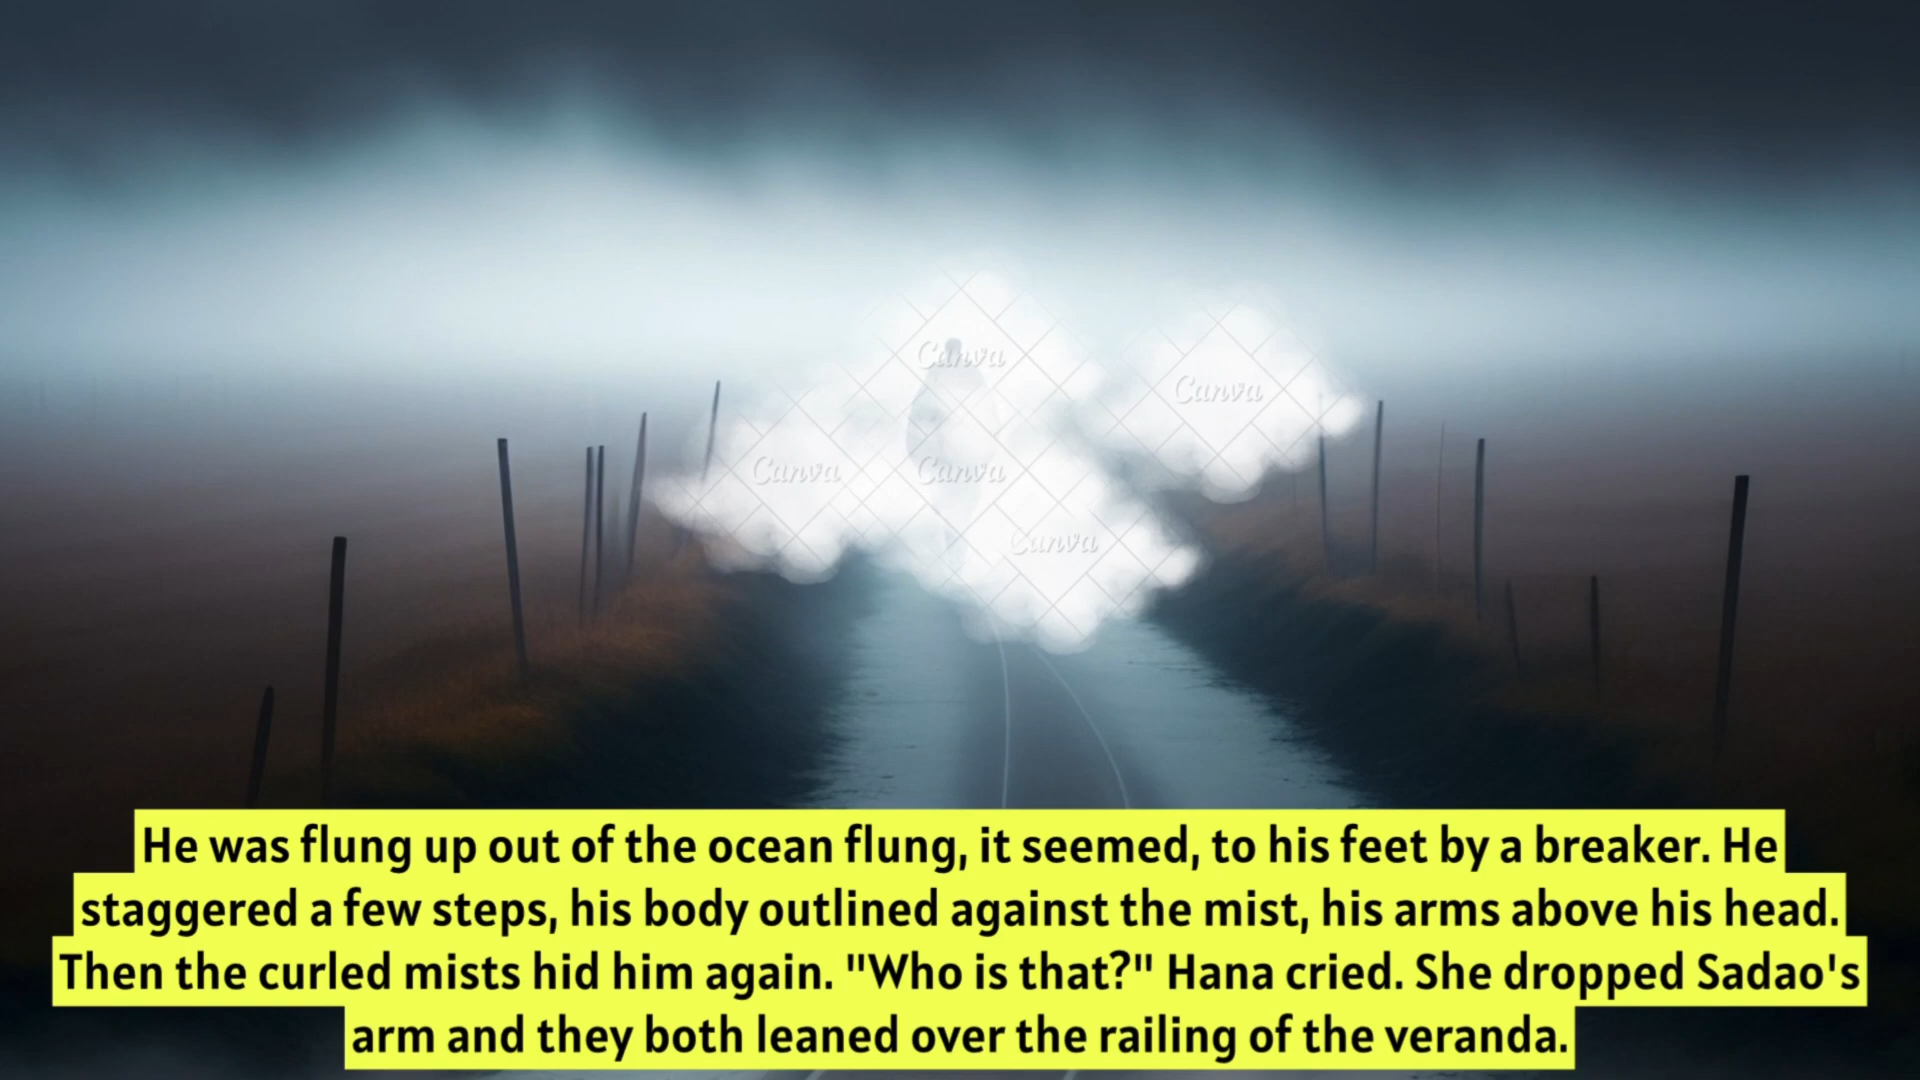 Canva
Canva
Canva
Canva
Canva
He was flung up out of the ocean flung, it seemed, to his feet by a breaker. He
staggered a few steps, his body outlined against the mist, his arms above his head.
Then the curled mists hid him again. "Who is that?" Hana cried. She dropped Sadao's
arm and they both leaned over the railing of the veranda.